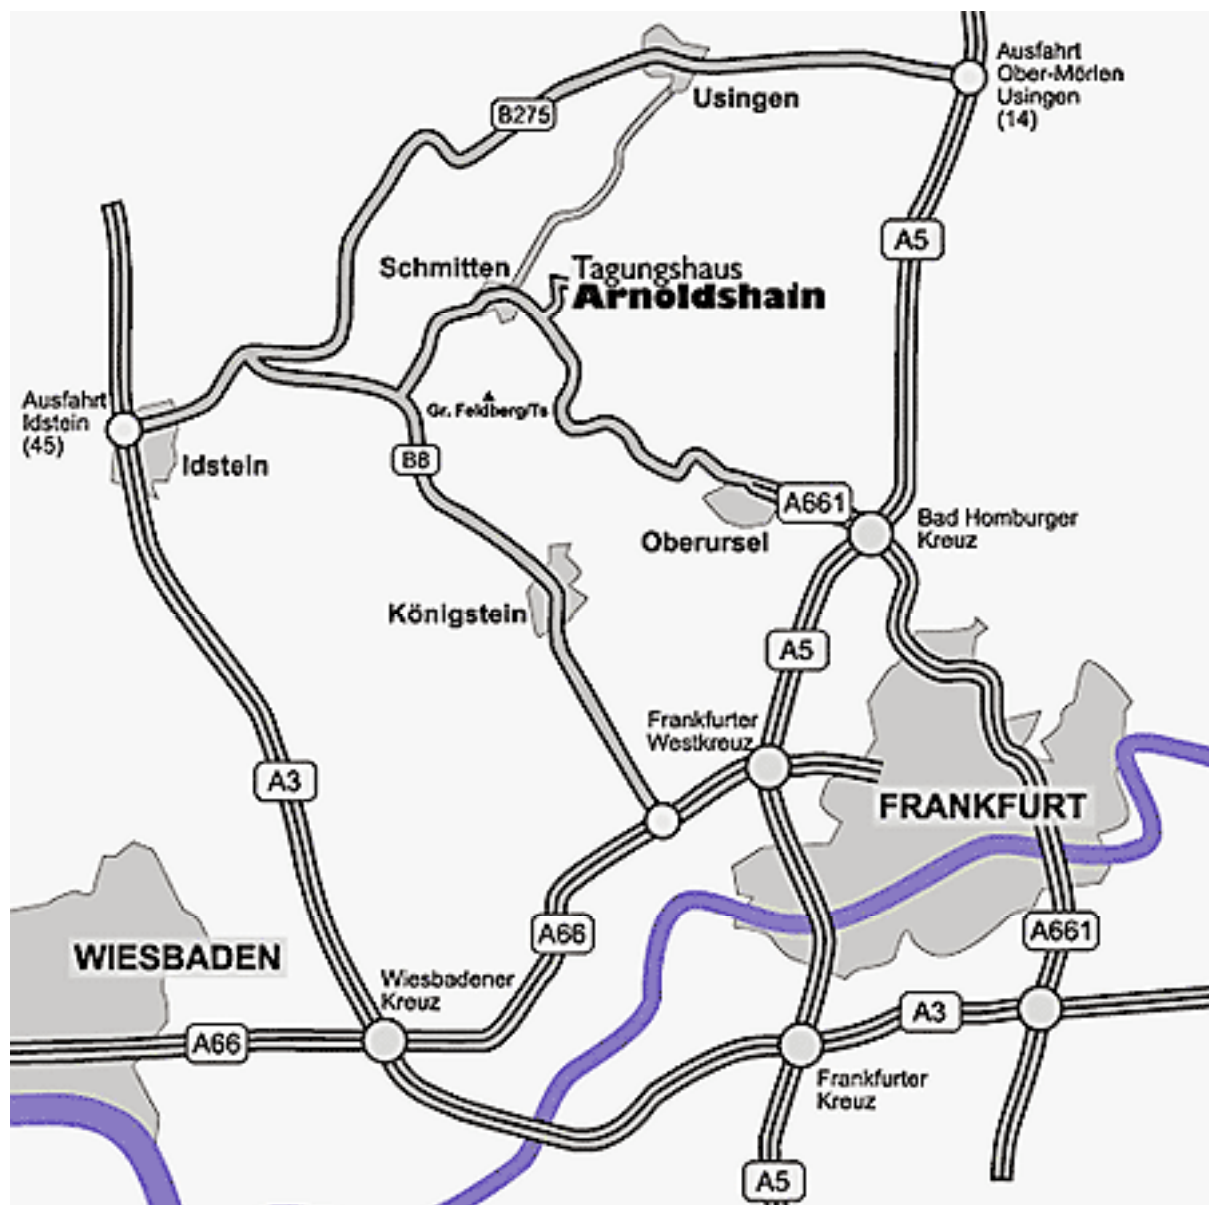 Ausfahrt
Ober-Mörlen
Usingen
(14)
Usingen
B275
A5
Schmitten
Tagungshaus
Arnoldshain
Ausfahrt
Idstein
(45)
Gr. Feldberg/Ts
Idstein
B8
A661
Oberursel
Bad Homburger
Kreuz
Königstein
A5
Frankfurter
Westkreuz
A3
FRANKFURT
A66
A661
WIESBADEN
Wiesbadener
Kreuz
A3
A66
Frankfurter
Kreuz
A5